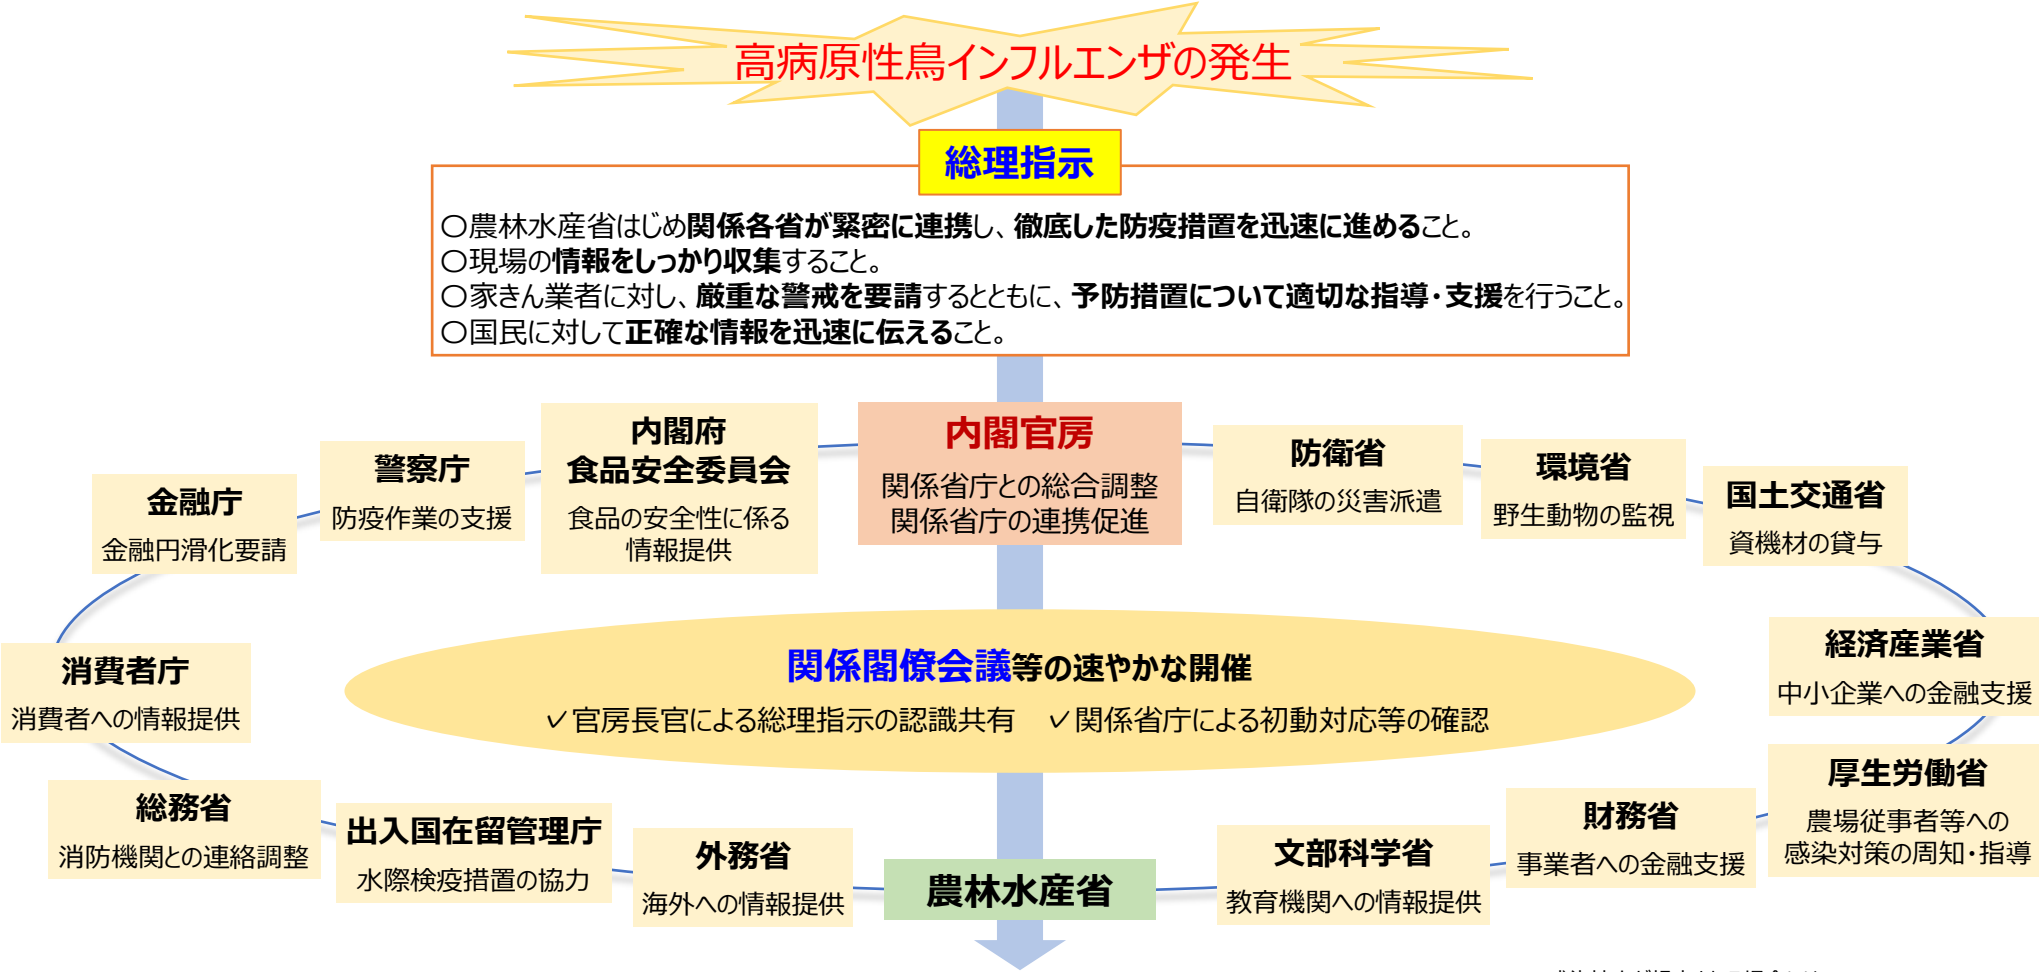 高病原性鳥インフルエンザの発生
総理指示
〇農林水産省はじめ関係各省が緊密に連携し、徹底した防疫措置を迅速に進めること。
〇現場の情報をしっかり収集すること。
〇家きん業者に対し、厳重な警戒を要請するとともに、予防措置について適切な指導・支援を行うこと。
〇国民に対して正確な情報を迅速に伝えること。
内閣官房
関係省庁との総合調整
関係省庁の連携促進
内閣府
食品安全委員会
食品の安全性に係る
情報提供
警察庁
防疫作業の支援
金融庁
金融円滑化要請
防衛省
自衛隊の災害派遣
環境省
野生動物の監視
国土交通省
資機材の貸与
関係閣僚会議等の速やかな開催
✓官房長官による総理指示の認識共有 ✓関係省庁による初動対応等の確認
消費者庁
消費者への情報提供
経済産業省
中小企業への金融支援
総務省
消防機関との連絡調整
出入国在留管理庁
水際検疫措置の協力
外務省
海外への情報提供
農林水産省
文部科学省
教育機関への情報提供
財務省
事業者への金融支援
厚生労働省
農場従事者等への
感染対策の周知・指導